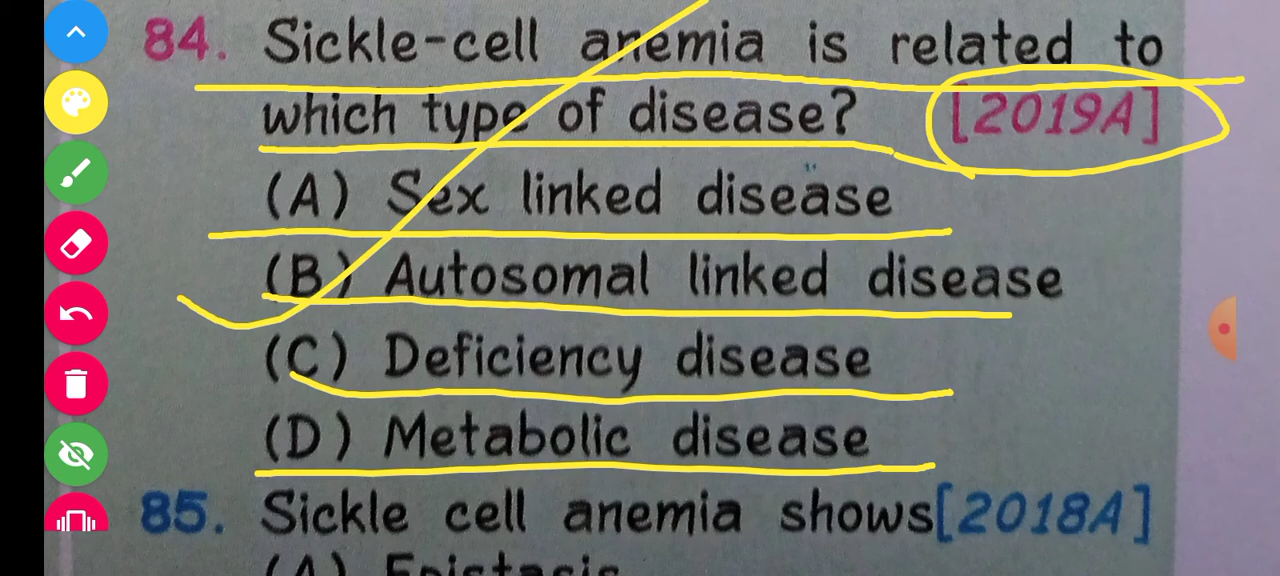 84. Sickle-cell anemia is related to
which type of disease? [2019A]
(A) Sex linked disease
(B) Autosomal linked disease
(C) Deficiency disease
(D) Metabolic disease
85. Sickle cell anemia shows[2018A]
(A) Epistasis